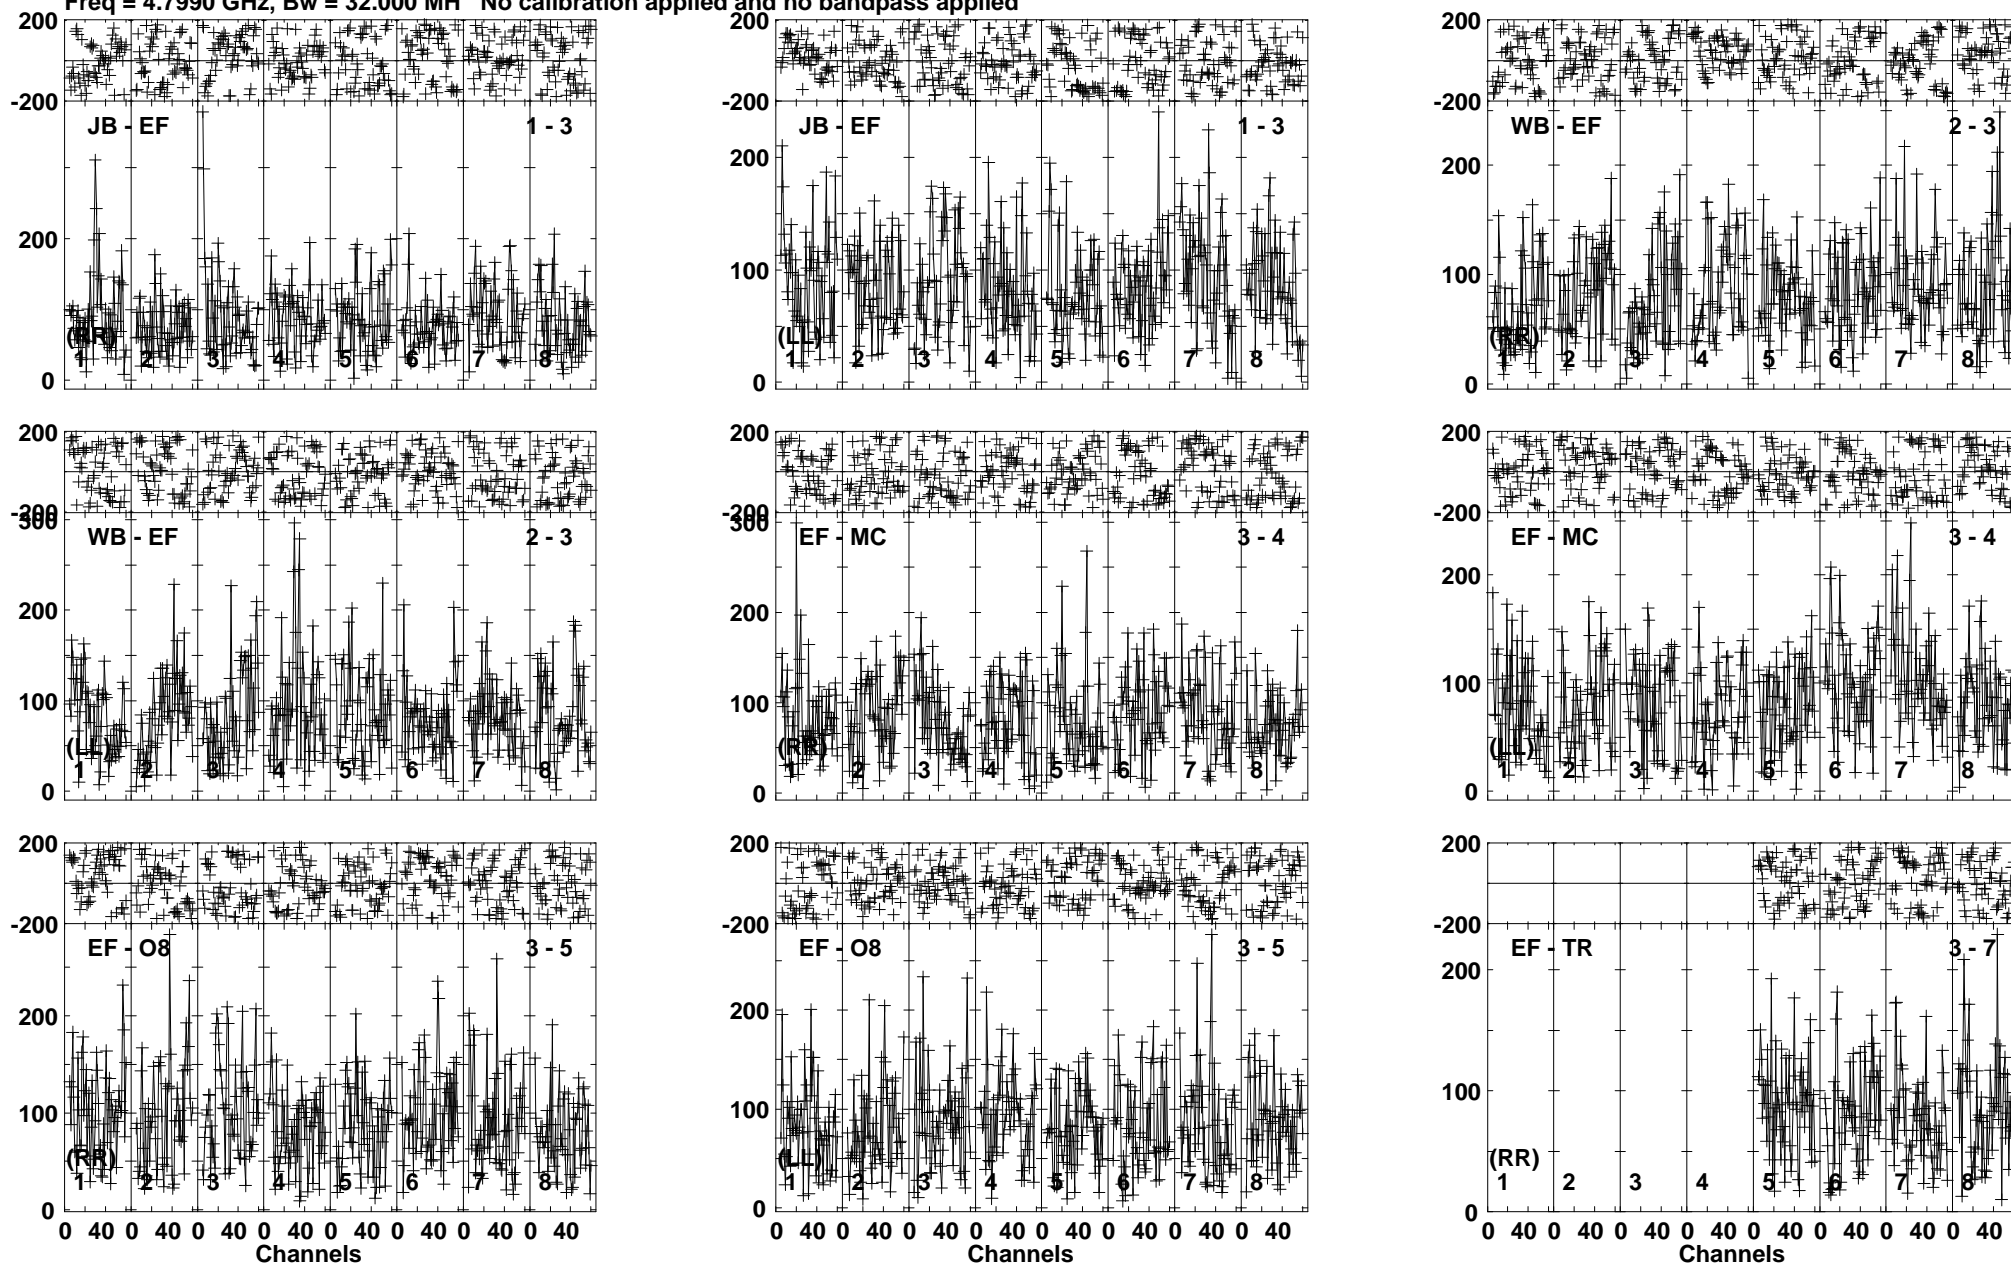 Freq = 4.7990 GHz, Bw = 32.000 MH No calibration applied and no bandpass applied
200 200 200
-200 -200 -200
JB - EF 1 - 3 JB - EF 1 - 3 WB - EF 2 - 3
200 200 200
100 100
(RR) (LL) (RR)
1 2 3 4 5 6 7 8 1 2 3 4 5 6 7 8 1 2 3 4 5 6 7 8
0 0 0
200 200 200
-200 -200 -200
300 300
WB - EF 2 - 3 EF - MC 3 - 4 EF - MC 3 - 4
200 200 200
100 100 100
(LL) (RR) (LL)
1 2 3 4 5 6 7 8 1 2 3 4 5 6 7 8 1 2 3 4 5 6 7 8
0 0 0
200 200 200
-200 -200 -200
EF - O8 3 - 5 EF - O8 3 - 5 EF - TR 3 - 7
200 200 200
100 100 100
(RR) (LL) (RR)
1 2 3 4 5 6 7 8 1 2 3 4 5 6 7 8 1 2 3 4 5 6 7 8
0 0 0
0 40 0 40 0 40 0 40 0 40 0 40 0 40 0 40 0 40 0 40 0 40 0 40 0 40 0 40 0 40 0 40 0 40 0 40 0 40 0 40 0 40 0 40 0 40 0 40
Channels Channels Channels